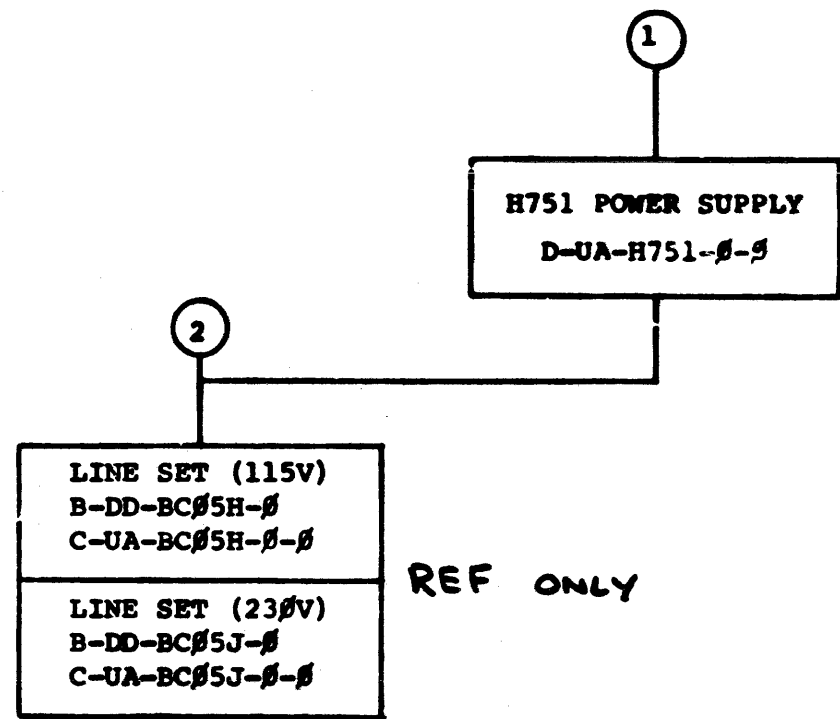 1
H751 POWER SUPPLY
D-UA-H751-Ø-9
2
LINE SET (115V)
B-DD-BCØ5H-Ø
C-UA-BCØ5H-Ø-Ø
REF ONLY
LINE SET (23ØV)
B-DD-BCØ5J-Ø
C-UA-BCØ5J-Ø-Ø